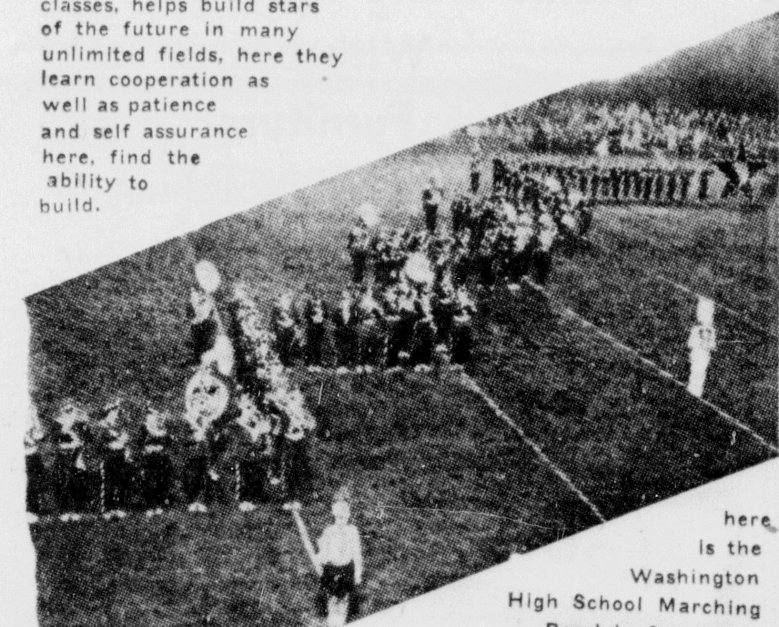 classes, helps build stars
of the future in many
unlimited fields, here they
learn cooperation as
well as patience
and self assurance
here, find the
ability to
build.
here
is the
Washington
High School Marching